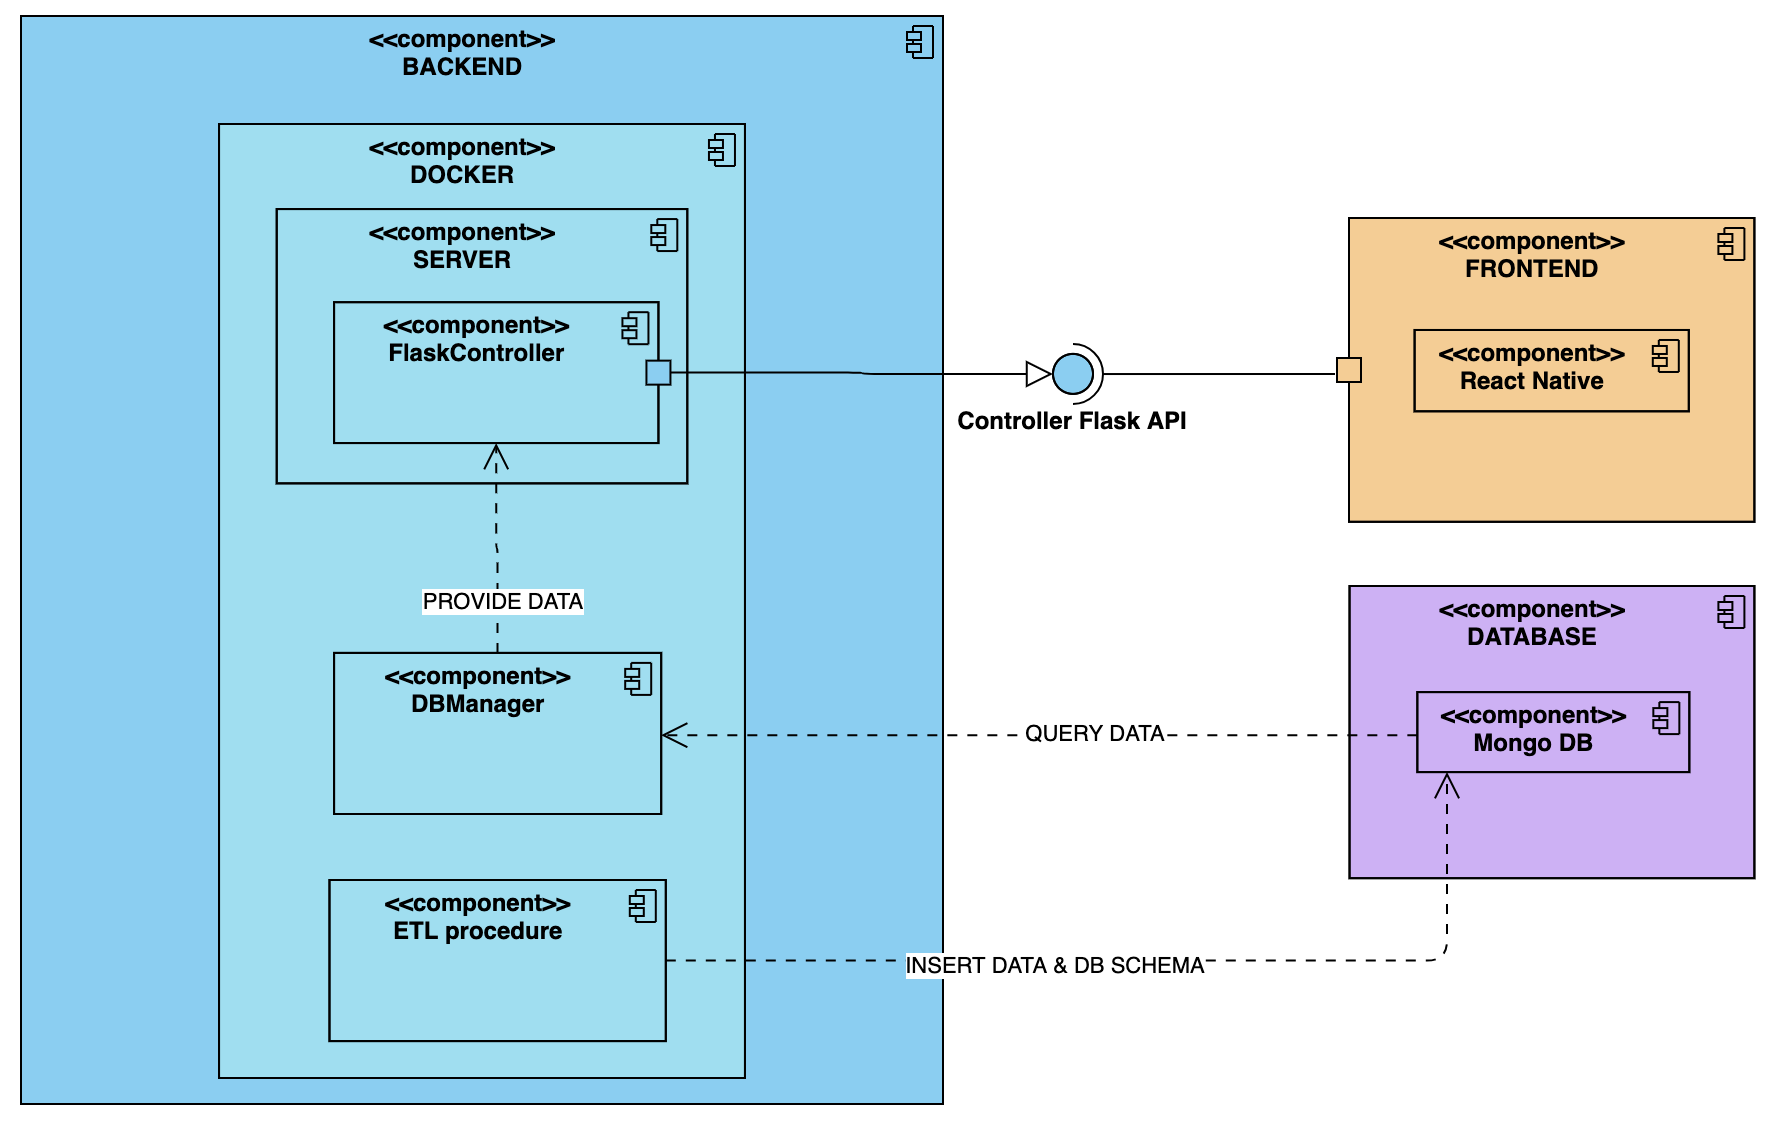 <<component>>
BACKEND
<<component>>
DOCKER
<<component>>
SERVER
<<component>>
FlaskController
Controller Flask API
<<component>>
FRONTEND
<<component>>
React Native
PROVIDE DATA
<<component>>
DBManager
QUERY DATA
<<component>>
DATABASE
<<component>>
Mongo DB
<<component>>
ETL procedure
INSERT DATA & DB SCHEMA